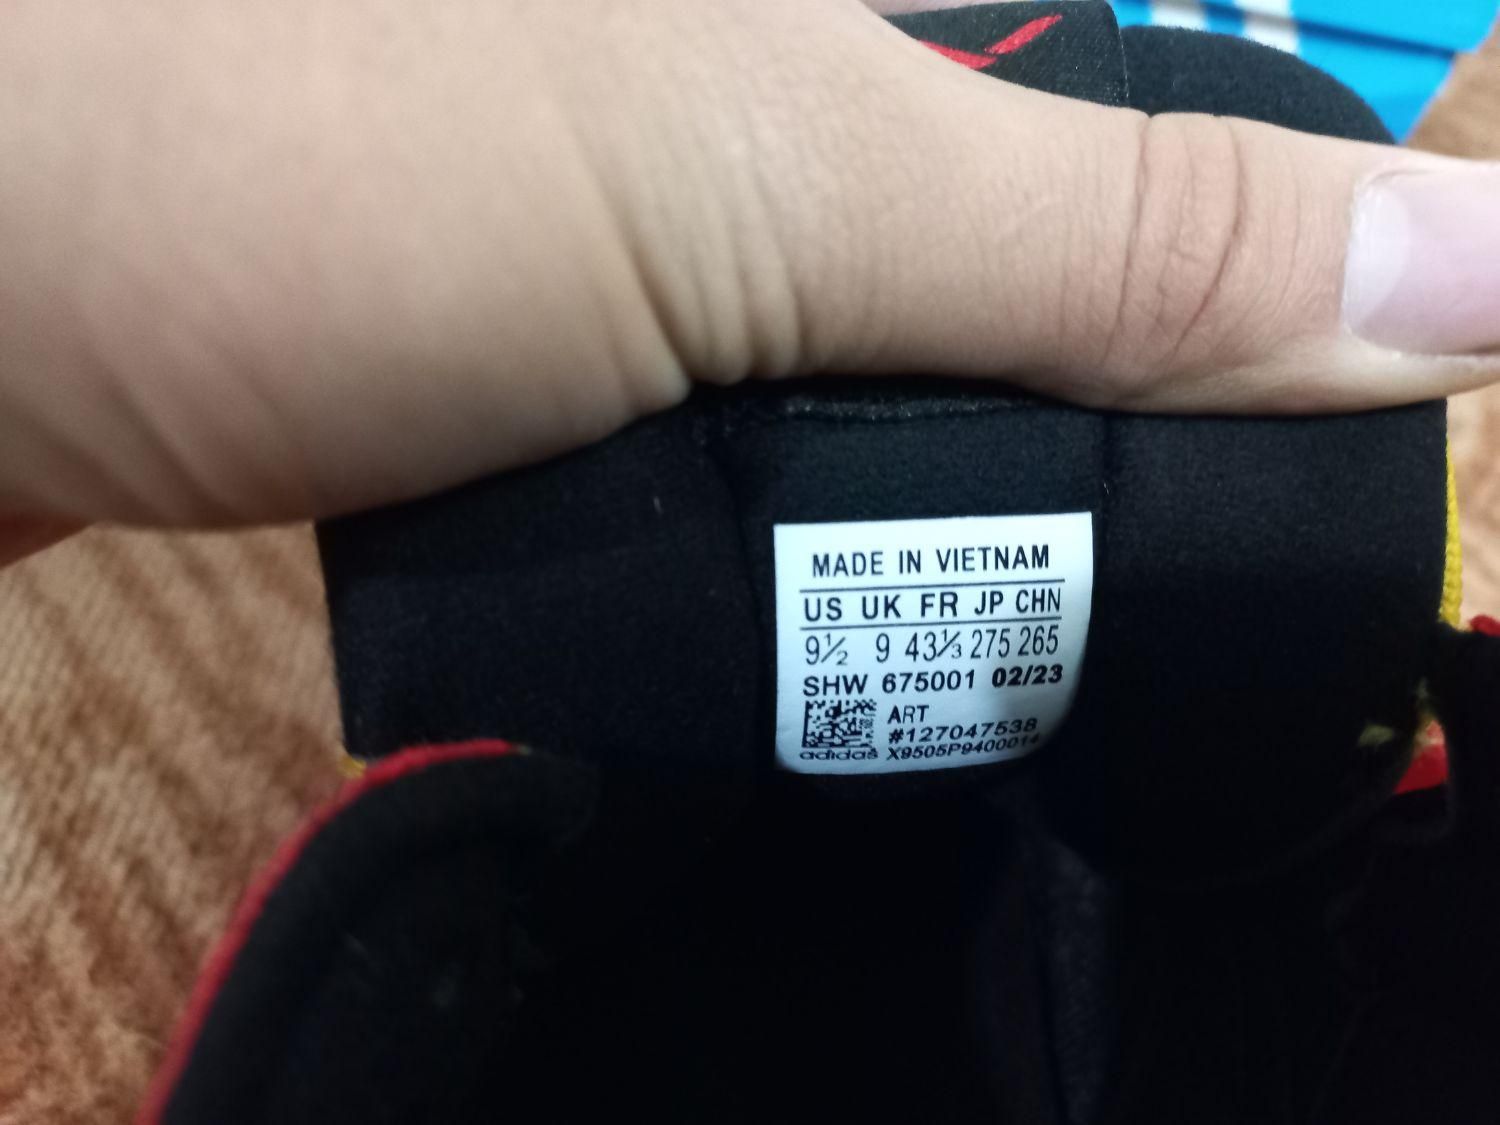 MADE IN VIETNAM
US UK FR JP CHN
9½ 9 43⅓ 275 265
SHW 675001 02/23
ART
#127047538
adidas X9505P9400014